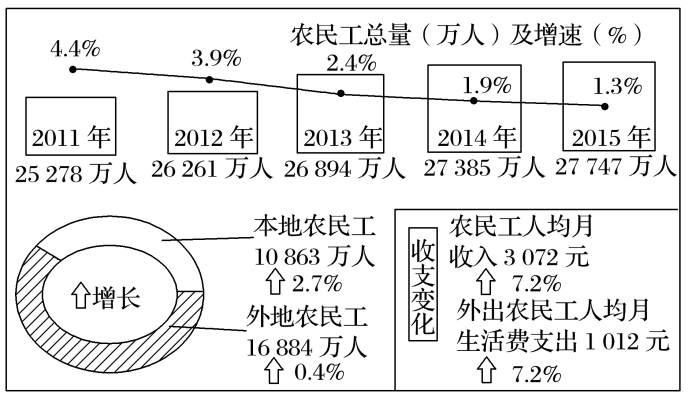 农民工总量(万人)及增速(%)
4.4%
3.9%
2.4%
1.9%
1.3%
2011 年
2012 年
2013 年
2014 年
2015 年
25 278 万人
26 261 万人
26 894 万人
27 385 万人
27 747 万人
增长
本地农民工
10 863 万人
2.7%
外地农民工
16 884 万人
0.4%
收支变化
农民工人均月
收入 3 072 元
7.2%
外出农民工人均月
生活费支出 1 012 元
7.2%